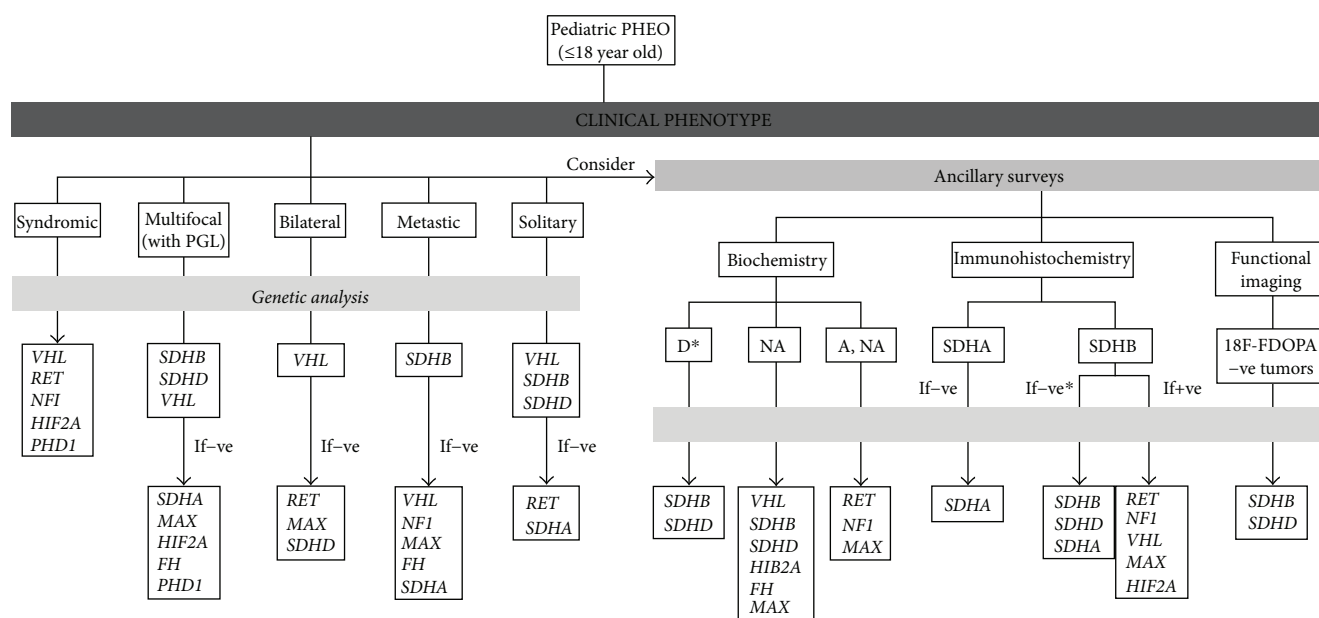 Pediatric PHEO
(≤18 year old)
CLINICAL PHENOTYPE
Consider
Ancillary surveys
Syndromic
Multifocal
(with PGL)
Bilateral
Metastic
Solitary
Biochemistry
Immunohistochemistry
Functional
imaging
Genetic analysis
D*
NA
A, NA
SDHA
SDHB
18F-FDOPA
−ve tumors
VHL
RET
NFI
HIF2A
PHD1
SDHB
SDHD
VHL
VHL
SDHB
VHL
SDHB
SDHD
If−ve
If−ve
If−ve
If−ve
If−ve
If−ve*
If+ve
SDHA
MAX
HIF2A
FH
PHD1
RET
MAX
SDHD
VHL
NF1
MAX
FH
SDHA
RET
SDHA
SDHB
SDHD
VHL
SDHB
SDHD
HIB2A
FH
MAX
RET
NF1
MAX
SDHA
SDHB
SDHD
SDHA
RET
NF1
VHL
MAX
HIF2A
SDHB
SDHD